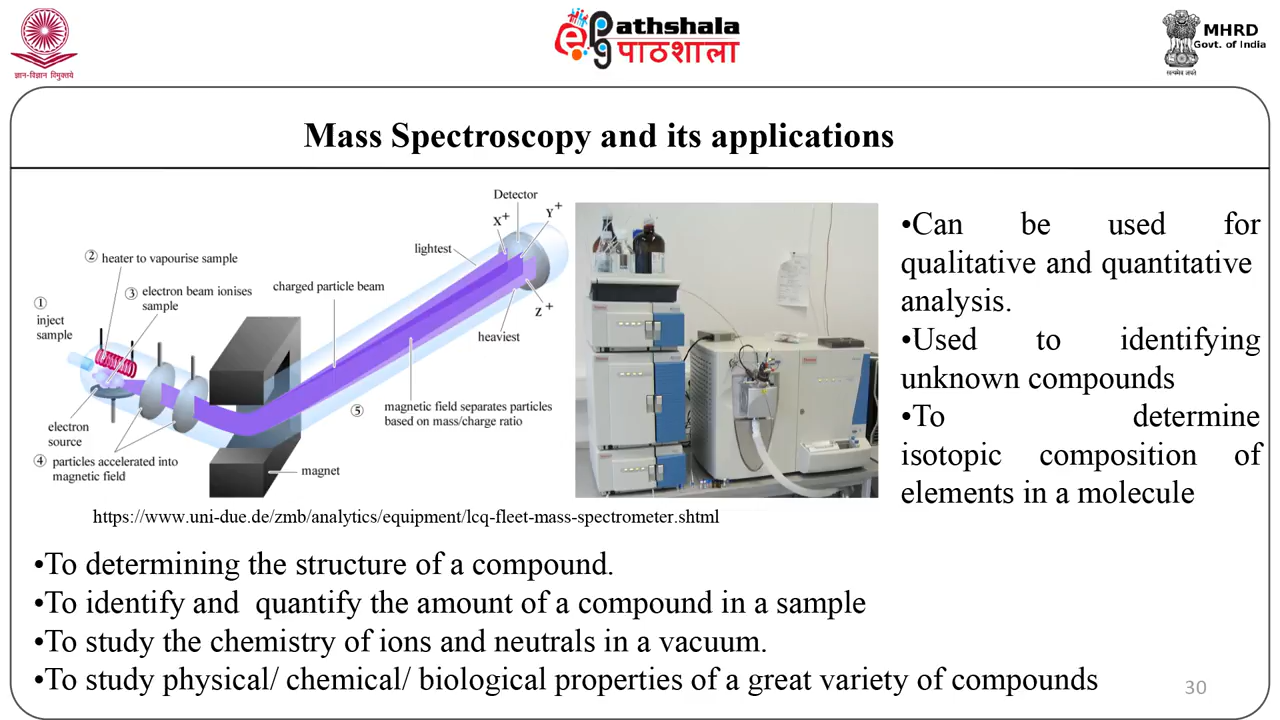 ज्ञान-विज्ञान विमुक्तये
ePg
athshala
पाठशाला
MHRD
Govt. of India
सत्यमेव जयते
Mass Spectroscopy and its applications
Detector
X+
Y+
lightest
② heater to vapourise sample
③ electron beam ionises
sample
charged particle beam
①
inject
sample
Z+
heaviest
⑤
magnetic field separates particles
based on mass/charge ratio
electron
source
④ particles accelerated into
magnetic field
magnet
https://www.uni-due.de/zmb/analytics/equipment/lcq-fleet-mass-spectrometer.shtml
•Can be used for
qualitative and quantitative
analysis.
•Used to identifying
unknown compounds
•To determine
isotopic composition of
elements in a molecule
•To determining the structure of a compound.
•To identify and quantify the amount of a compound in a sample
•To study the chemistry of ions and neutrals in a vacuum.
•To study physical/ chemical/ biological properties of a great variety of compounds
30